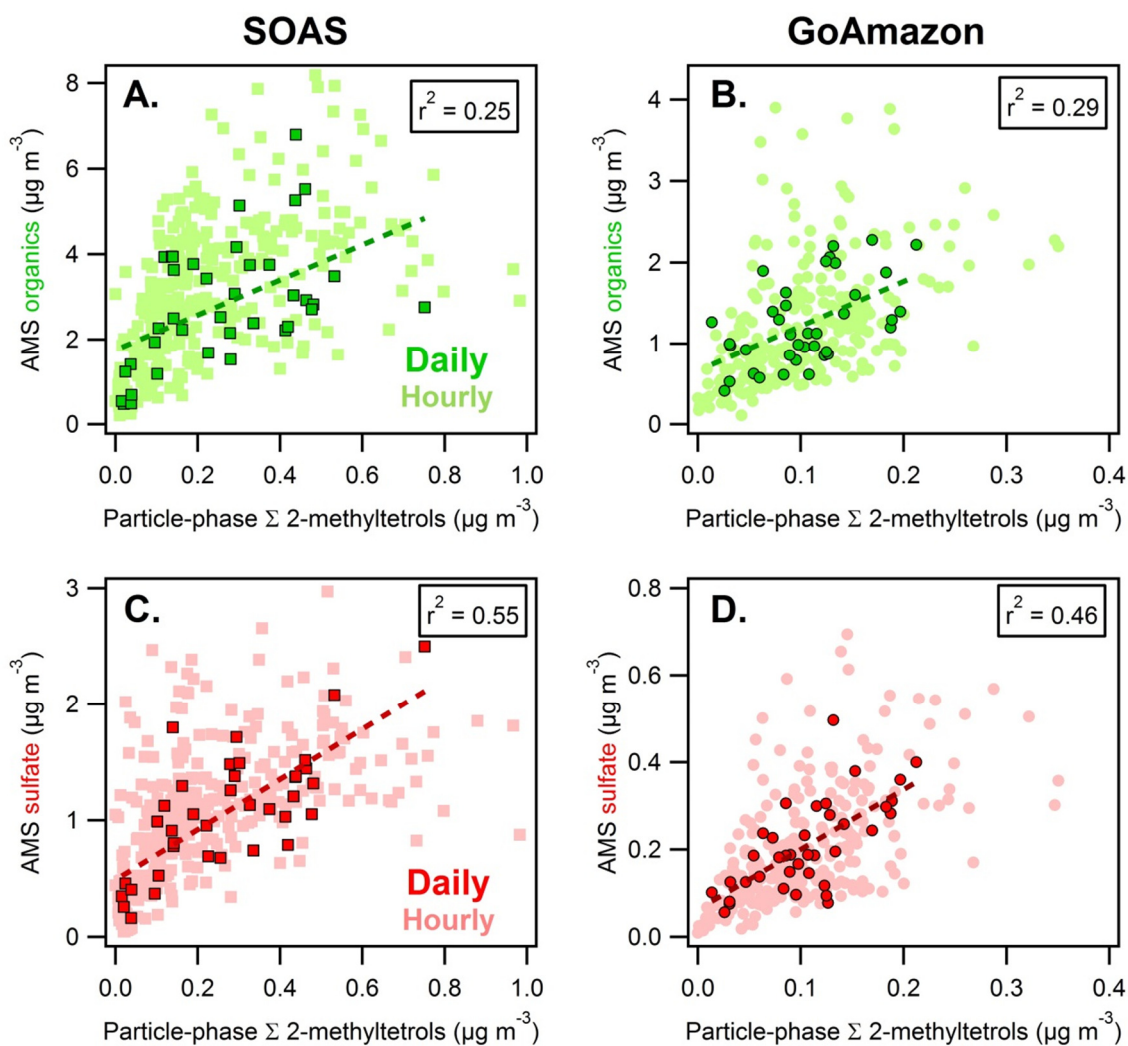 SOAS
GoAmazon
A.
r² = 0.25
8
6
4
2
0
AMS organics (µg m⁻³)
Daily
Hourly
0.0 0.2 0.4 0.6 0.8 1.0
Particle-phase Σ 2-methyltetrols (µg m⁻³)
B.
r² = 0.29
4
3
2
1
0
AMS organics (µg m⁻³)
0.0 0.1 0.2 0.3 0.4
Particle-phase Σ 2-methyltetrols (µg m⁻³)
C.
r² = 0.55
3
2
1
0
AMS sulfate (µg m⁻³)
Daily
Hourly
0.0 0.2 0.4 0.6 0.8 1.0
Particle-phase Σ 2-methyltetrols (µg m⁻³)
D.
r² = 0.46
0.8
0.6
0.4
0.2
0.0
AMS sulfate (µg m⁻³)
0.0 0.1 0.2 0.3 0.4
Particle-phase Σ 2-methyltetrols (µg m⁻³)